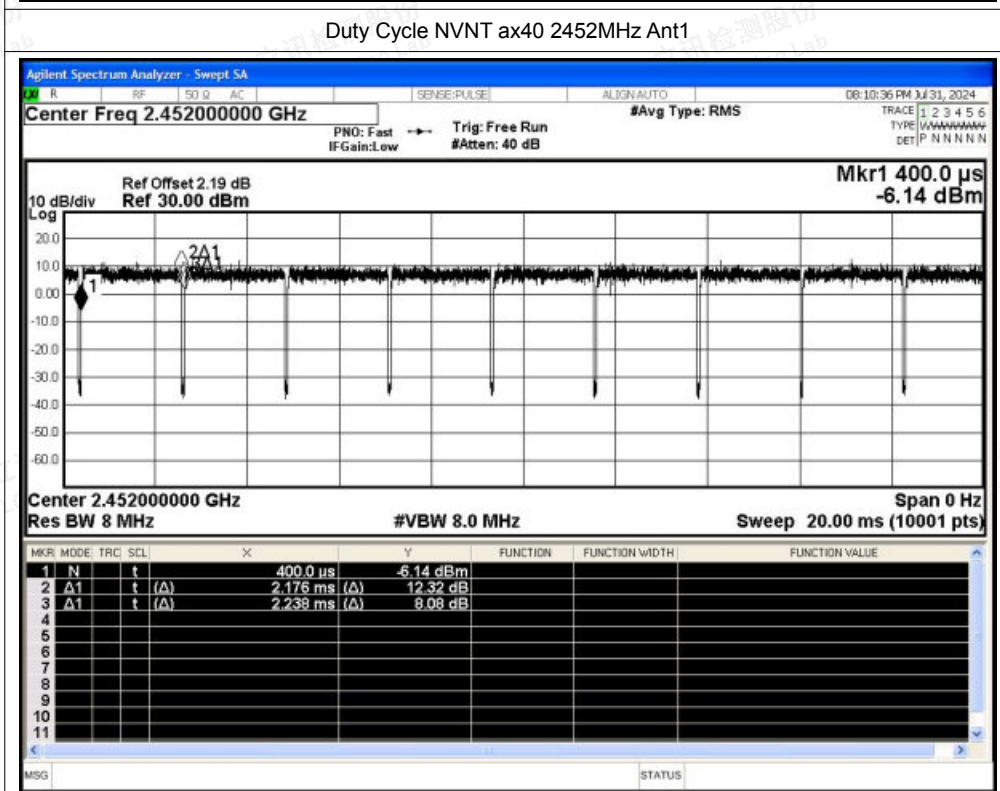 Duty Cycle NVNT ax40 2452MHz Ant1
Agilent Spectrum Analyzer - Swept SA
R RF 50 Ω AC SENSE:PULSE ALIGNAUTO 08:10:36 PM Jul 31, 2024
Center Freq 2.452000000 GHz #Avg Type: RMS TRACE 1 2 3 4 5 6
PNO: Fast Trig: Free Run TYPE
IFGain:Low #Atten: 40 dB DET P N N N N N
Mkr1 400.0 µs
-6.14 dBm
Ref Offset 2.19 dB
10 dB/div Ref 30.00 dBm
Log
20.0
10.0
0.00
-10.0
-20.0
-30.0
-40.0
-50.0
-60.0
2Δ1
1
Center 2.452000000 GHz Span 0 Hz
Res BW 8 MHz #VBW 8.0 MHz Sweep 20.00 ms (10001 pts)
MKR MODE TRC SCL X Y FUNCTION FUNCTION WIDTH FUNCTION VALUE
1 N t 400.0 µs -6.14 dBm
2 Δ1 t (Δ) 2.176 ms (Δ) 12.32 dB
3 Δ1 t (Δ) 2.238 ms (Δ) 8.08 dB
4
5
6
7
8
9
10
11
MSG STATUS